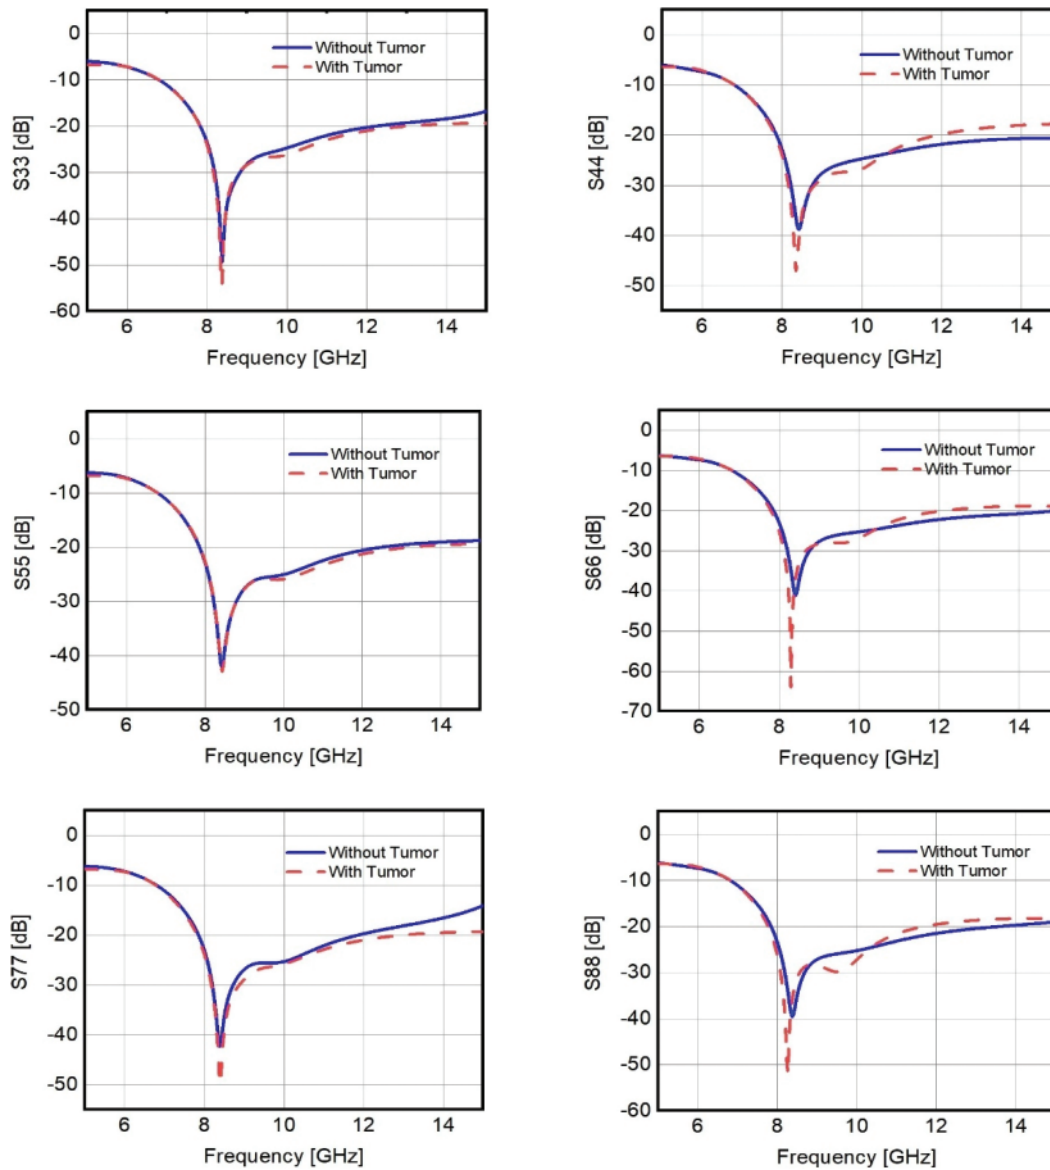 0
-10
-20
-30
-40
-50
-60
S33 [dB]
Without Tumor
With Tumor
6 8 10 12 14
Frequency [GHz]
0
-10
-20
-30
-40
-50
S44 [dB]
Without Tumor
With Tumor
6 8 10 12 14
Frequency [GHz]
0
-10
-20
-30
-40
-50
S55 [dB]
Without Tumor
With Tumor
6 8 10 12 14
Frequency [GHz]
0
-10
-20
-30
-40
-50
-60
-70
S66 [dB]
Without Tumor
With Tumor
6 8 10 12 14
Frequency [GHz]
0
-10
-20
-30
-40
-50
S77 [dB]
Without Tumor
With Tumor
6 8 10 12 14
Frequency [GHz]
0
-10
-20
-30
-40
-50
-60
S88 [dB]
Without Tumor
With Tumor
6 8 10 12 14
Frequency [GHz]